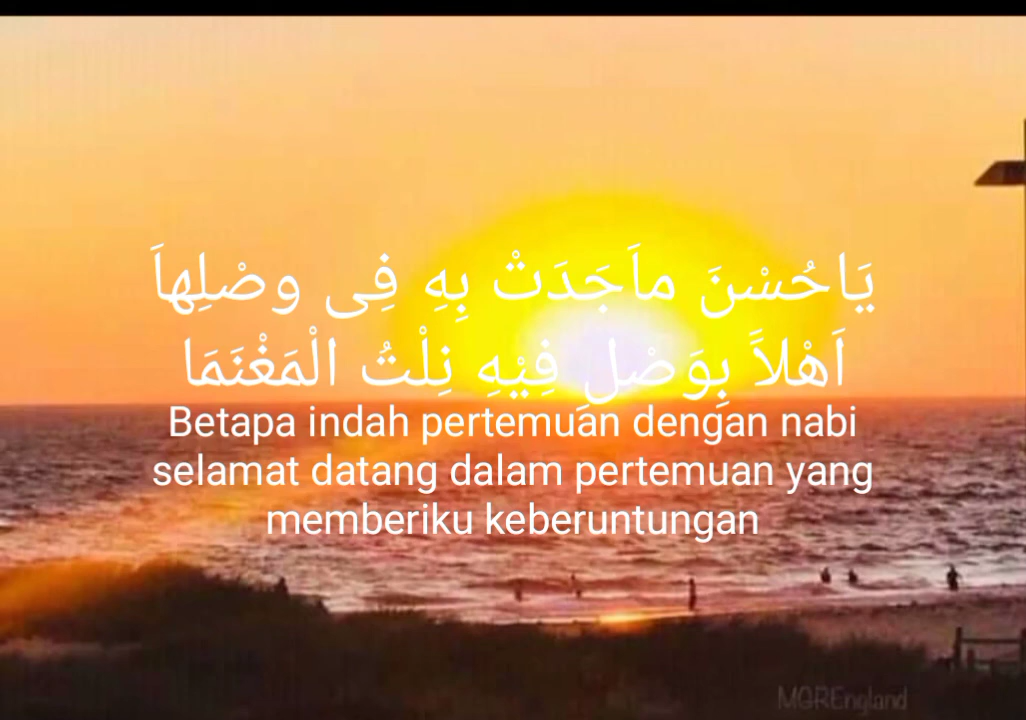 يَاحُسْنَ ماَجَدَتْ بِهِ فِى وصْلِهاَ
اَهْلاً بِوَصْلٍ فِيْهِ نِلْتُ الْمَغْنَمَا
Betapa indah pertemuan dengan nabi
selamat datang dalam pertemuan yang
memberiku keberuntungan
MGREngland